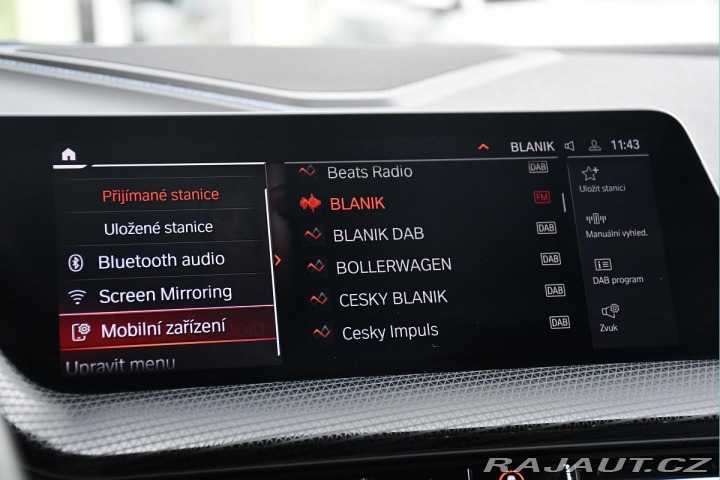 BLANIK 11:43
Přijímané stanice
Uložené stanice
Bluetooth audio
Screen Mirroring
Mobilní zařízení
Upravit menu
Beats Radio DAB
BLANIK FM
BLANIK DAB DAB
BOLLERWAGEN DAB
CESKY BLANIK DAB
Cesky Impuls DAB
Uložit stanici
Manuální vyhled.
DAB program
Zvuk
RAJAUT.CZ